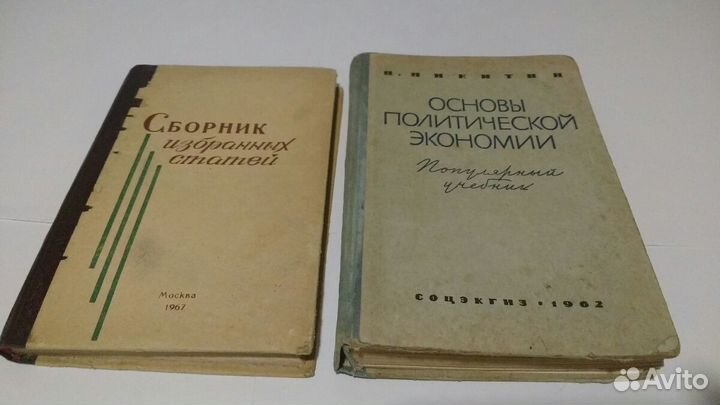 СБОРНИК
избранных
статей
Москва
1967
П. НИКИТИН
ОСНОВЫ
ПОЛИТИЧЕСКОЙ
ЭКОНОМИИ
Популярный
учебник
СОЦЭКГИЗ • 1962
Avito